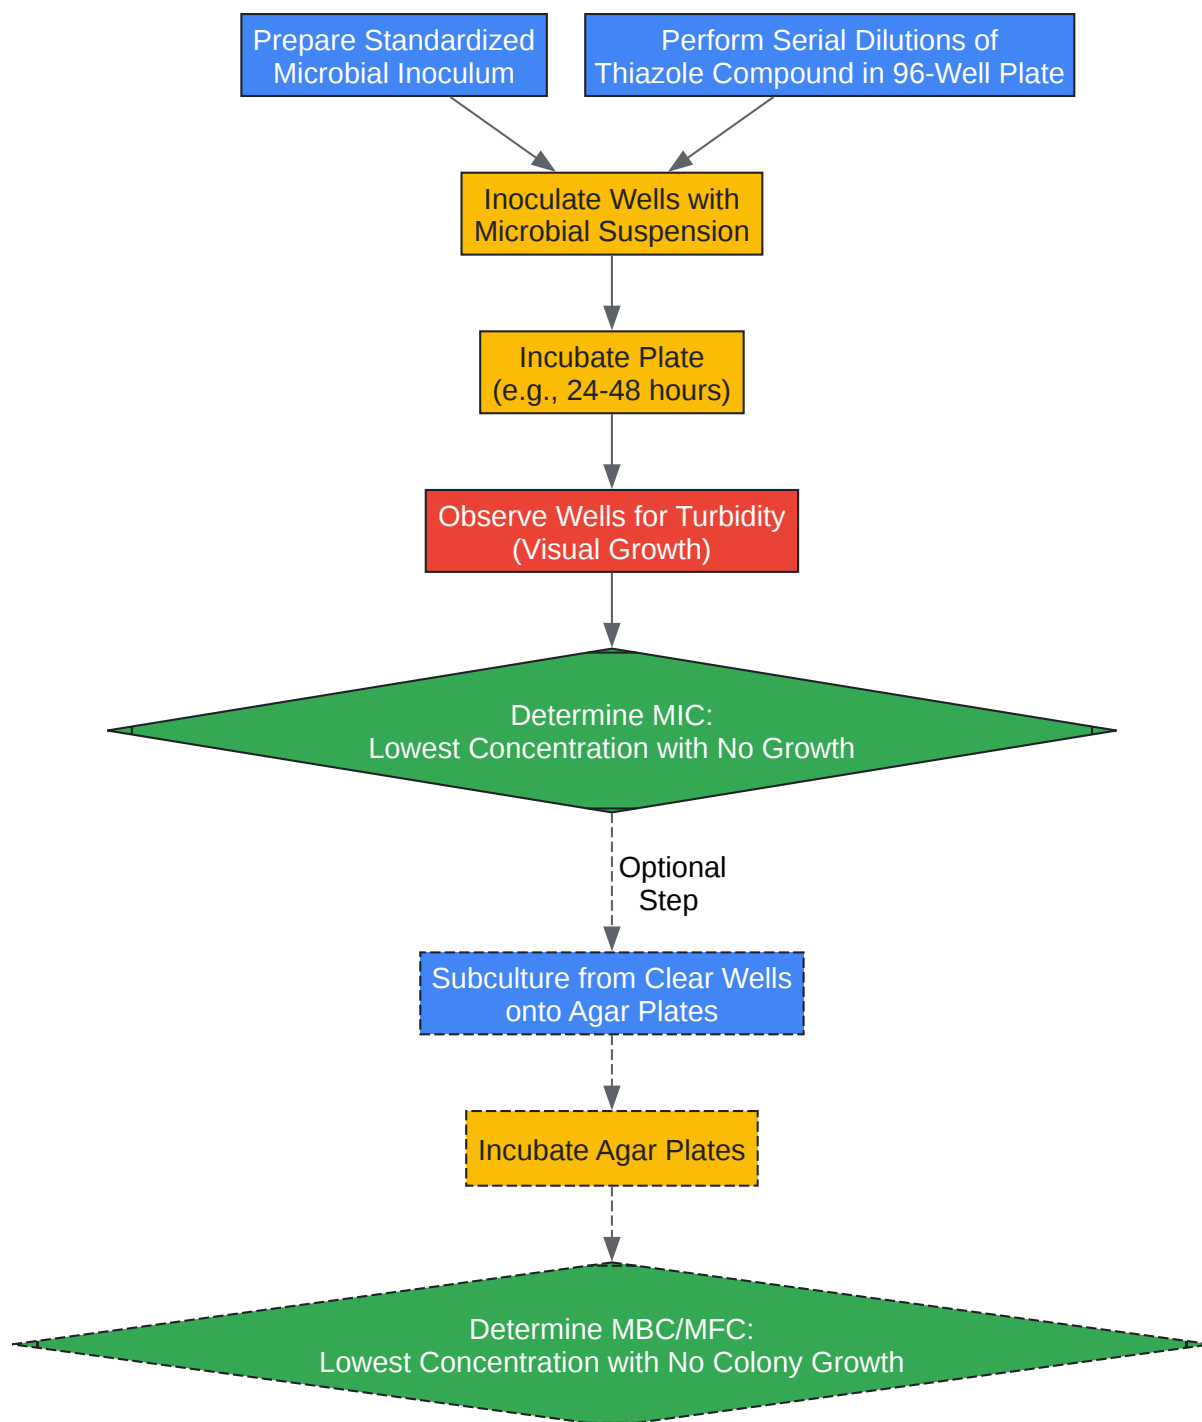 Prepare Standardized
Microbial Inoculum
Perform Serial Dilutions of
Thiazole Compound in 96-Well Plate
Inoculate Wells with
Microbial Suspension
Incubate Plate
(e.g., 24-48 hours)
Observe Wells for Turbidity
(Visual Growth)
Determine MIC:
Lowest Concentration with No Growth
Optional
Step
Subculture from Clear Wells
onto Agar Plates
Incubate Agar Plates
Determine MBC/MFC:
Lowest Concentration with No Colony Growth